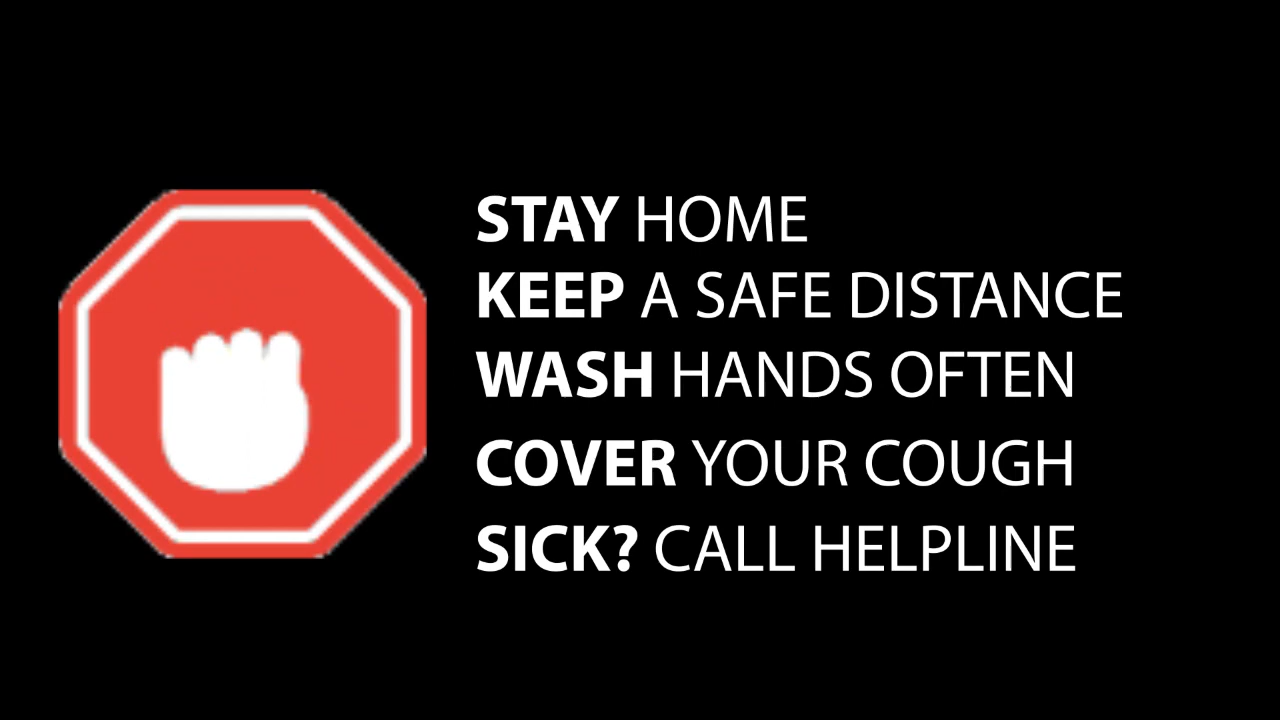 STAY HOME
KEEP A SAFE DISTANCE
WASH HANDS OFTEN
COVER YOUR COUGH
SICK? CALL HELPLINE